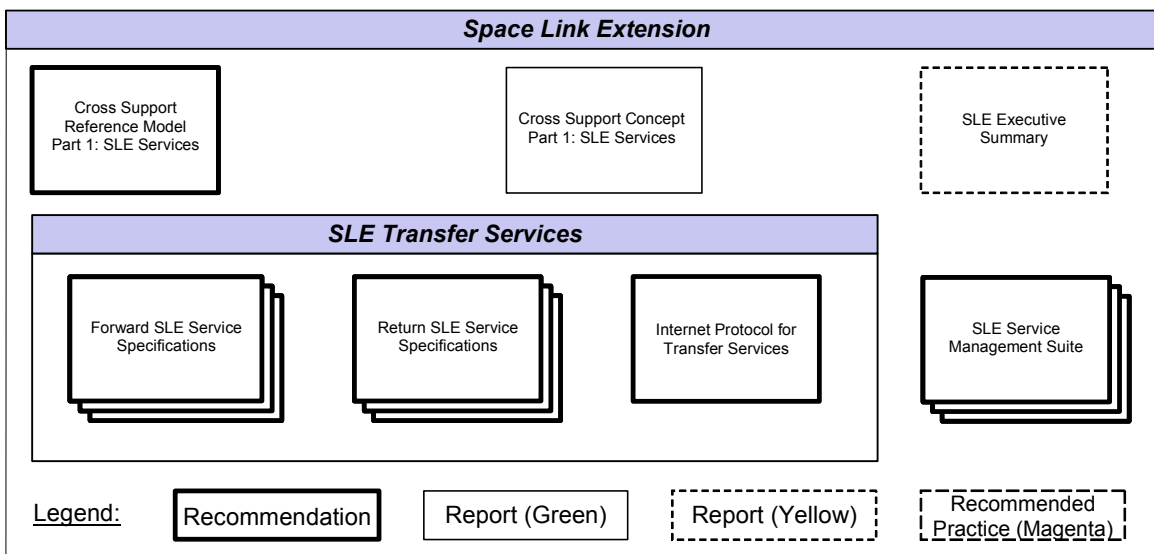 Space Link Extension
Cross Support
Reference Model
Part 1: SLE Services
Cross Support Concept
Part 1: SLE Services
SLE Executive
Summary
SLE Transfer Services
Forward SLE Service
Specifications
Return SLE Service
Specifications
Internet Protocol for
Transfer Services
SLE Service
Management Suite
Legend:
Recommendation
Report (Green)
Report (Yellow)
Recommended
Practice (Magenta)